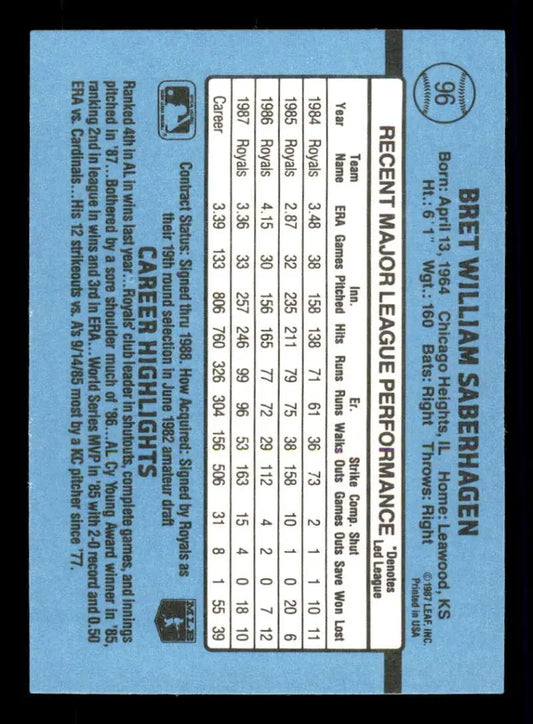 96
BRET WILLIAM SABERHAGEN
Born: April 13, 1964 Chicago Heights, IL Home: Leawood, KS
Ht.: 6' 1" Wgt.: 160 Bats: Right Throws: Right
©1987 LEAF, INC.
Printed in USA
RECENT MAJOR LEAGUE PERFORMANCE
*Denotes
Led League
Team Inn. Er. Strike Comp. Shut
Year Name ERA Games Pitched Hits Runs Runs Walks Outs Games Outs Save Won Lost
1984 Royals 3.48 38 158 138 71 61 36 73 2 1 1 10 11
1985 Royals 2.87 32 235 211 79 75 38 158 10 1 0 20 6
1986 Royals 4.15 30 156 165 77 72 29 112 4 2 0 7 12
1987 Royals 3.36 33 257 246 99 96 53 163 15 4 0 18 10
Career 3.39 133 806 760 326 304 156 506 31 8 1 55 39
Contract Status: Signed thru 1988. How Acquired: Signed by Royals as
their 19th round selection in June 1982 amateur draft
MLB
CAREER HIGHLIGHTS
Ranked 4th in AL in wins last year...Royals' club leader in shutouts, complete games, and innings
pitched in '87...Bothered by a sore shoulder much of '86...AL Cy Young Award winner in '85,
ranking 2nd in league in wins and 3rd in ERA...World Series MVP in '85 with 2-0 record and 0.50
ERA vs. Cardinals...His 12 strikeouts vs. A's 9/14/85 most by a KC pitcher since '77.